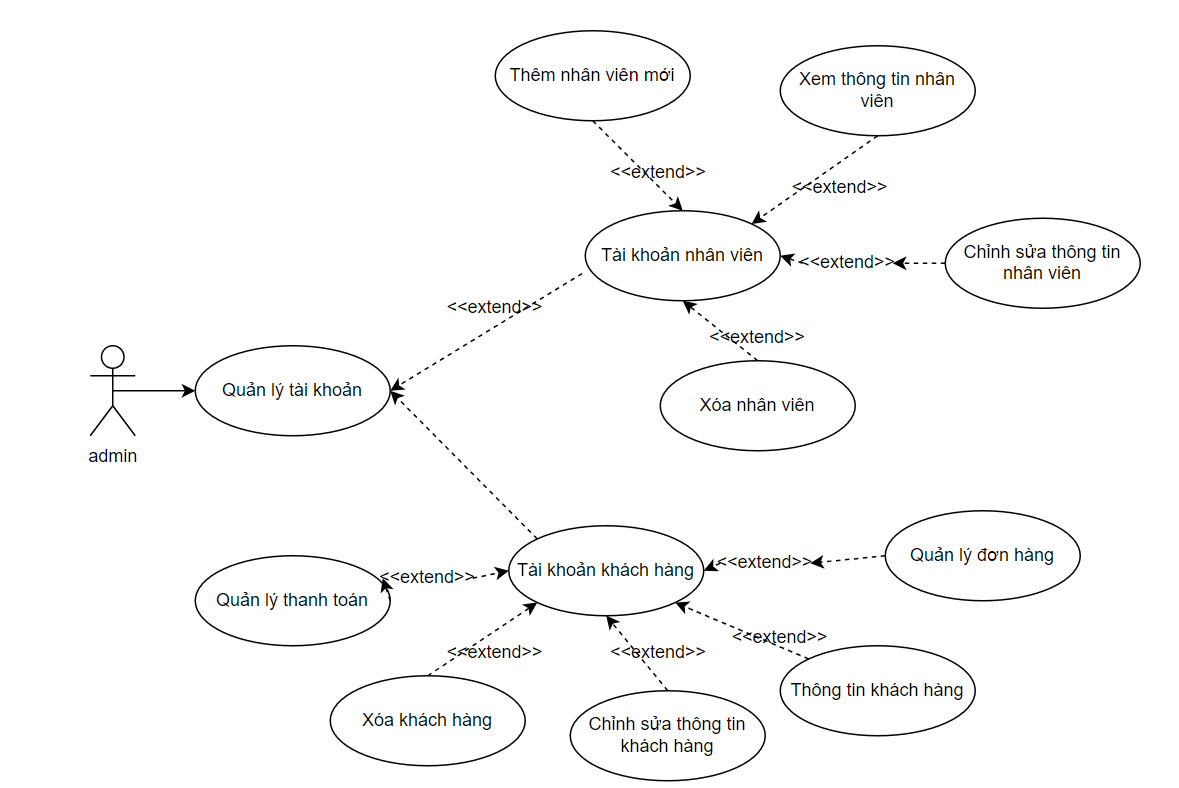 Thêm nhân viên mới
Xem thông tin nhân
viên
<<extend>>
<<extend>>
Tài khoản nhân viên
<<extend>>
Chỉnh sửa thông tin
nhân viên
<<extend>>
<<extend>>
Xóa nhân viên
Quản lý tài khoản
admin
Quản lý đơn hàng
<<extend>>
Tài khoản khách hàng
<<extend>>
Quản lý thanh toán
<<extend>>
<<extend>>
<<extend>>
Thông tin khách hàng
Xóa khách hàng
Chỉnh sửa thông tin
khách hàng